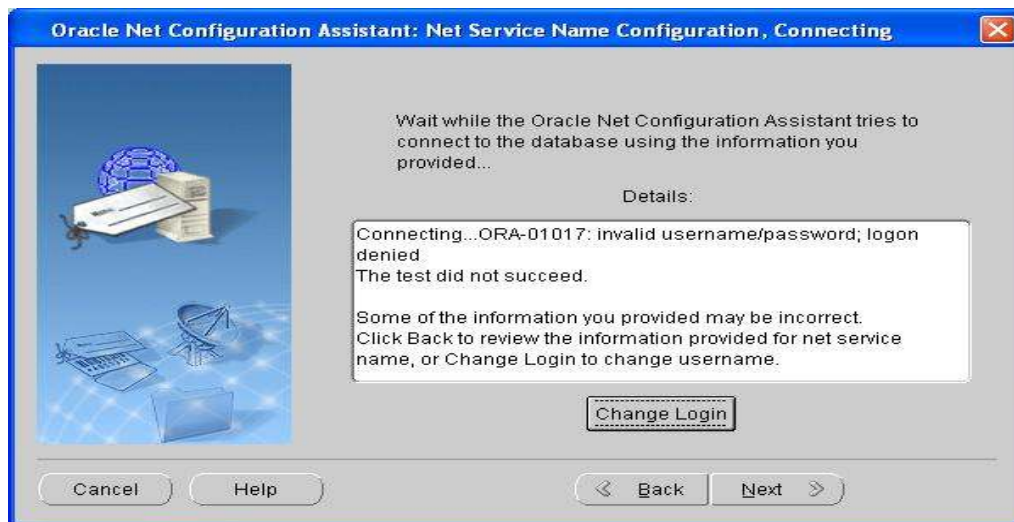 Oracle Net Configuration Assistant: Net Service Name Configuration, Connecting
Wait while the Oracle Net Configuration Assistant tries to
connect to the database using the information you
provided...
Details:
Connecting...ORA-01017: invalid username/password; logon
denied
The test did not succeed.
Some of the information you provided may be incorrect.
Click Back to review the information provided for net service
name, or Change Login to change username.
Change Login
Cancel Help Back Next